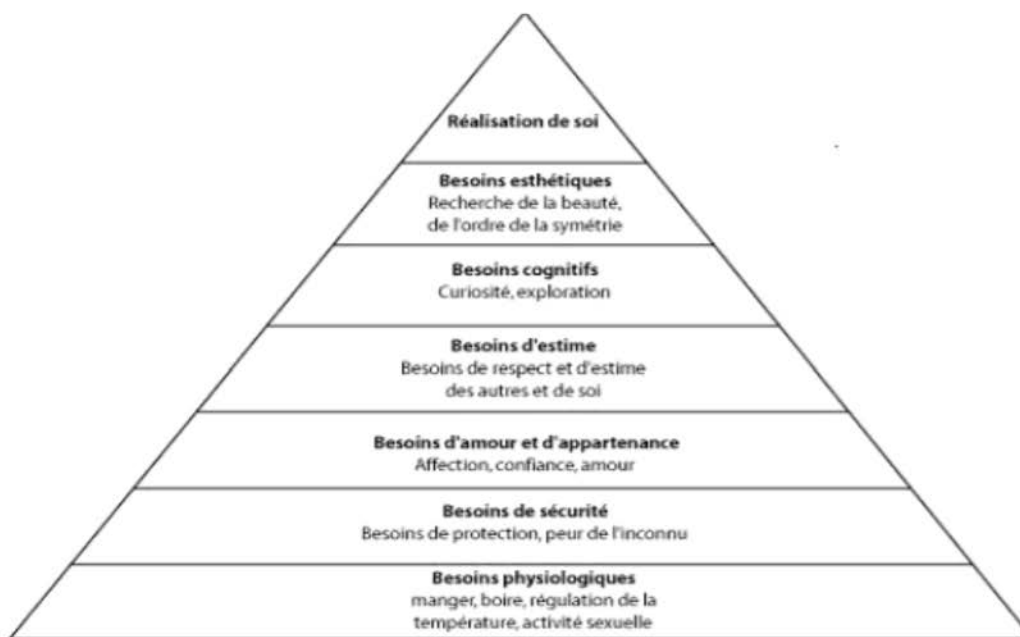 Réalisation de soi
Besoins esthétiques
Recherche de la beauté,
de l'ordre de la symétrie
Besoins cognitifs
Curiosité, exploration
Besoins d'estime
Besoins de respect et d'estime
des autres et de soi
Besoins d'amour et d'appartenance
Affection, confiance, amour
Besoins de sécurité
Besoins de protection, peur de l'inconnu
Besoins physiologiques
manger, boire, régulation de la
température, activité sexuelle